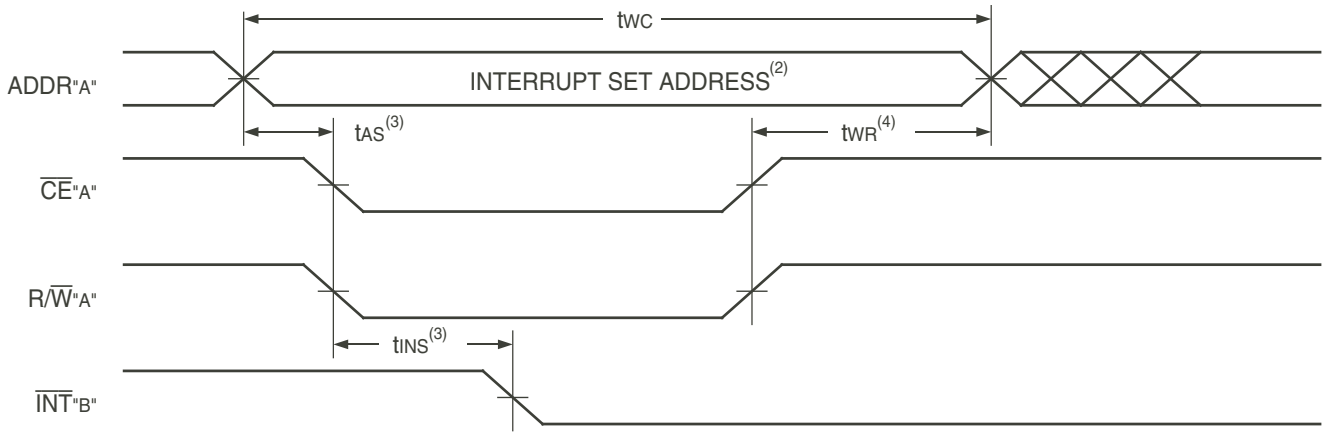 tWC
ADDR"A"
INTERRUPT SET ADDRESS(2)
tAS(3)
tWR(4)
CE"A"
R/W"A"
tINS(3)
INT"B"